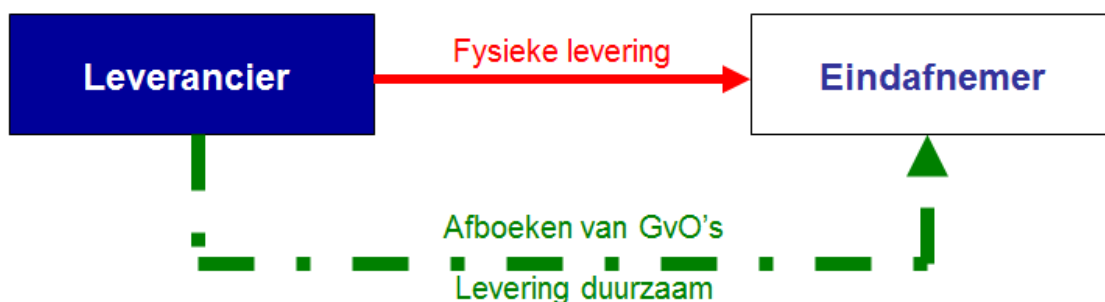 Fysieke levering
Leverancier
Eindafnemer
Afboeken van GvO's
Levering duurzaam